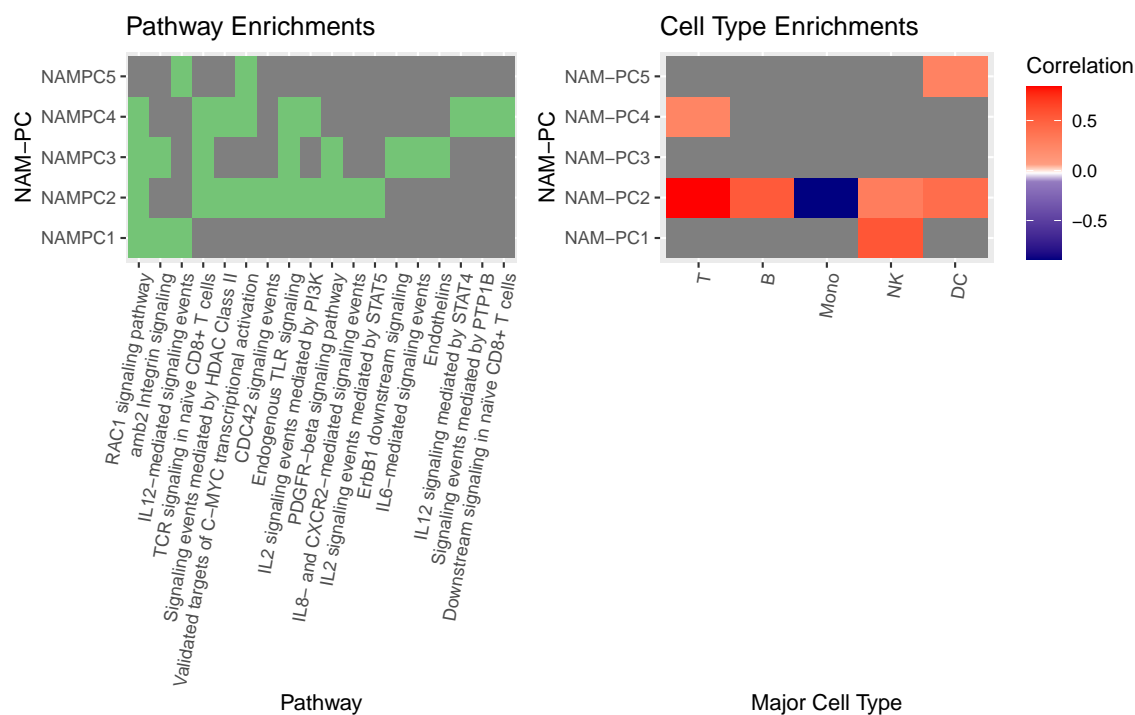 Pathway Enrichments
NAMPC5
NAMPC4
NAMPC3
NAMPC2
NAMPC1
NAM−PC
RAC1 signaling pathway
amb2 Integrin signaling
IL12−mediated signaling events
TCR signaling in naïve CD8+ T cells
Signaling events mediated by HDAC Class II
Validated targets of C−MYC transcriptional activation
CDC42 signaling events
Endogenous TLR signaling
IL2 signaling events mediated by PI3K
PDGFR−beta signaling pathway
IL8− and CXCR2−mediated signaling events
IL2 signaling events mediated by STAT5
ErbB1 downstream signaling
IL6−mediated signaling events
Endothelins
IL12 signaling mediated by STAT4
Signaling events mediated by PTP1B
Downstream signaling in naïve CD8+ T cells
Pathway
Cell Type Enrichments
NAM−PC5
NAM−PC4
NAM−PC3
NAM−PC2
NAM−PC1
NAM−PC
T
B
Mono
NK
DC
Major Cell Type
Correlation
0.5
0.0
−0.5